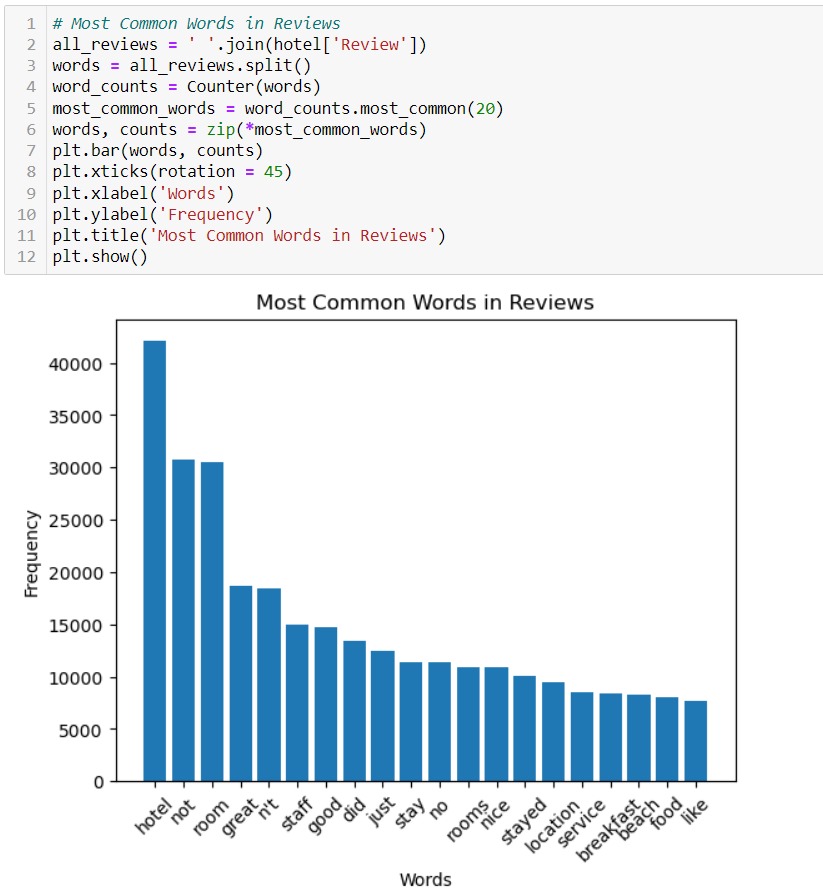 1 # Most Common Words in Reviews
2 all_reviews = ' '.join(hotel['Review'])
3 words = all_reviews.split()
4 word_counts = Counter(words)
5 most_common_words = word_counts.most_common(20)
6 words, counts = zip(*most_common_words)
7 plt.bar(words, counts)
8 plt.xticks(rotation = 45)
9 plt.xlabel('Words')
10 plt.ylabel('Frequency')
11 plt.title('Most Common Words in Reviews')
12 plt.show()
Most Common Words in Reviews
40000
35000
30000
25000
20000
15000
10000
5000
0
Frequency
hotel
not
room
great
n't
staff
good
did
just
stay
no
rooms
nice
stayed
location
service
breakfast
beach
food
like
Words